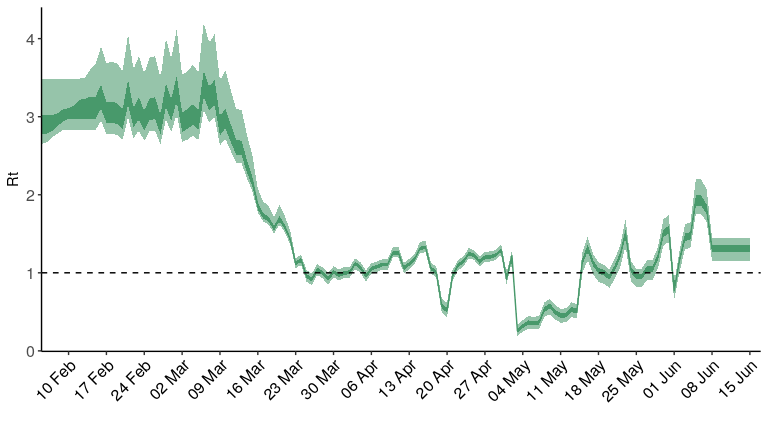 4
3
2
1
0
Rt
10 Feb
17 Feb
24 Feb
02 Mar
09 Mar
16 Mar
23 Mar
30 Mar
06 Apr
13 Apr
20 Apr
27 Apr
04 May
11 May
18 May
25 May
01 Jun
08 Jun
15 Jun